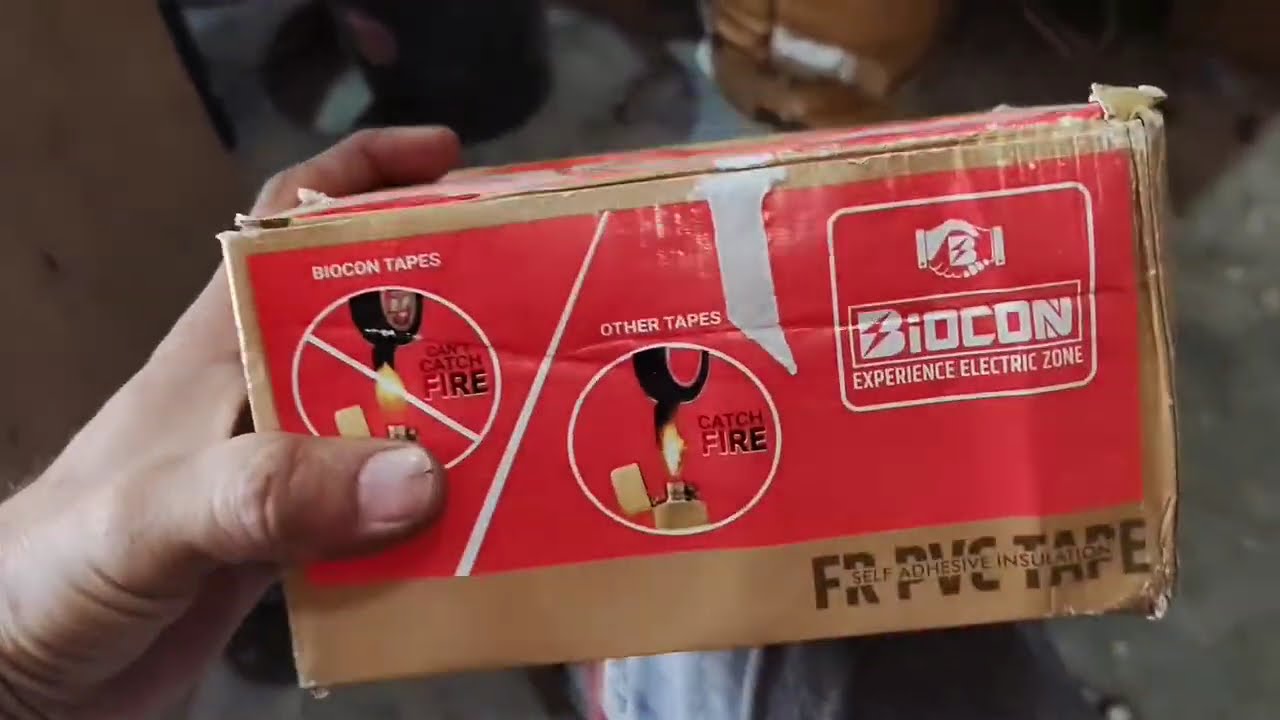 BIOCON TAPES
CAN'T
CATCH
FIRE
OTHER TAPES
CATCH
FIRE
B
BIOCON
EXPERIENCE ELECTRIC ZONE
FR PVC TAPE
SELF ADHESIVE INSULATION